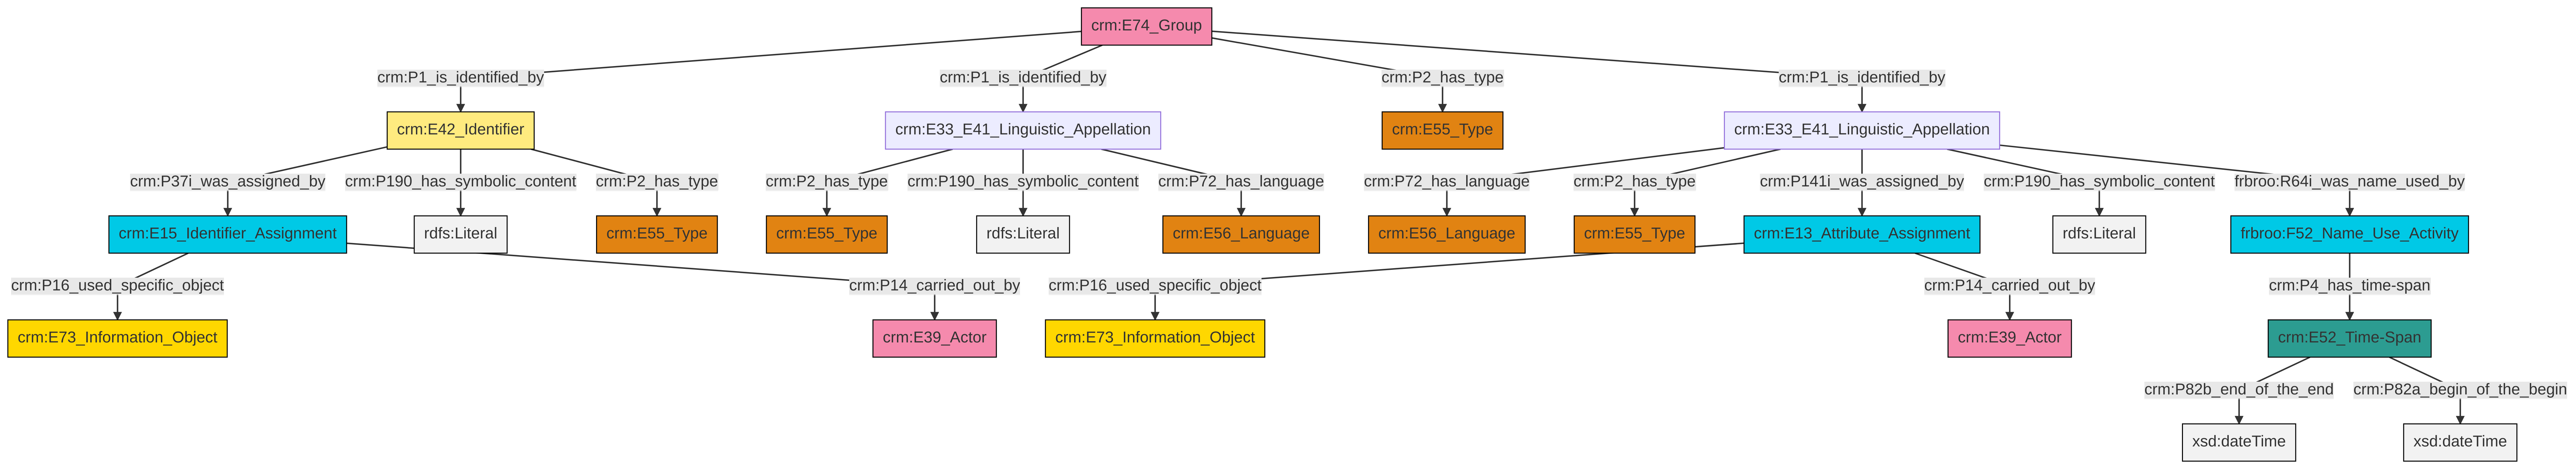 crm:E74_Group
crm:P1_is_identified_by
crm:P1_is_identified_by
crm:P2_has_type
crm:P1_is_identified_by
crm:E42_Identifier
crm:E33_E41_Linguistic_Appellation
crm:E55_Type
crm:E33_E41_Linguistic_Appellation
crm:P37i_was_assigned_by
crm:P190_has_symbolic_content
crm:P2_has_type
crm:P2_has_type
crm:P190_has_symbolic_content
crm:P72_has_language
crm:P72_has_language
crm:P2_has_type
crm:P141i_was_assigned_by
crm:P190_has_symbolic_content
frbroo:R64i_was_name_used_by
crm:E15_Identifier_Assignment
rdfs:Literal
crm:E55_Type
crm:E55_Type
rdfs:Literal
crm:E56_Language
crm:E56_Language
crm:E55_Type
crm:E13_Attribute_Assignment
rdfs:Literal
frbroo:F52_Name_Use_Activity
crm:P16_used_specific_object
crm:P14_carried_out_by
crm:P16_used_specific_object
crm:P14_carried_out_by
crm:P4_has_time-span
crm:E73_Information_Object
crm:E39_Actor
crm:E73_Information_Object
crm:E39_Actor
crm:E52_Time-Span
crm:P82b_end_of_the_end
crm:P82a_begin_of_the_begin
xsd:dateTime
xsd:dateTime